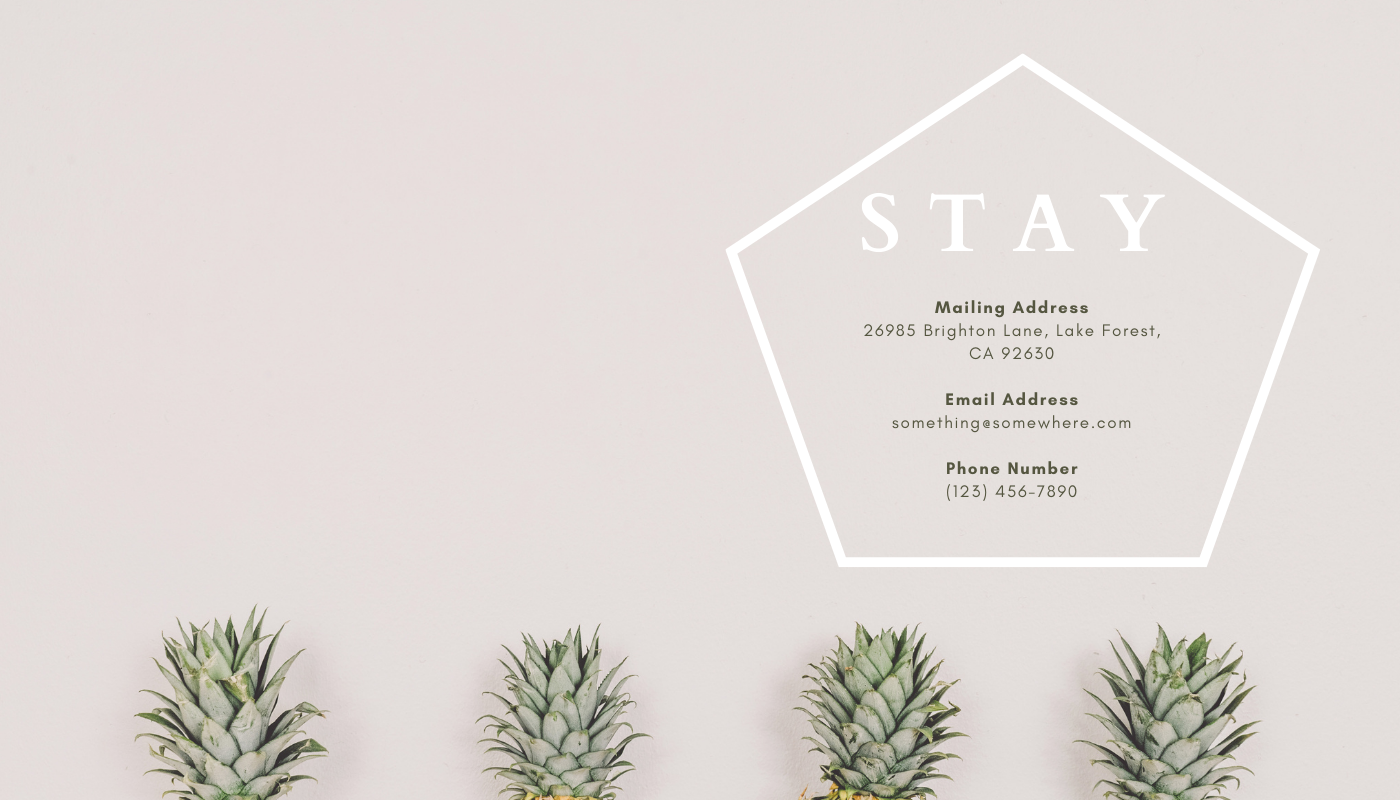 STAY
Mailing Address
26985 Brighton Lane, Lake Forest,
CA 92630
Email Address
something@somewhere.com
Phone Number
(123) 456-7890